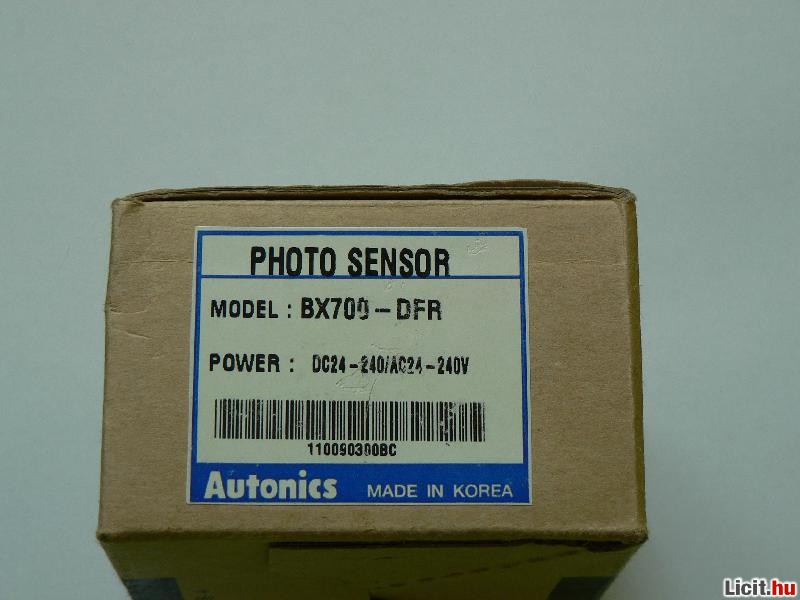 PHOTO SENSOR
MODEL : BX700-DFR
POWER : DC24-240/AC24-240V
110090300BC
Autonics MADE IN KOREA
Licit.hu